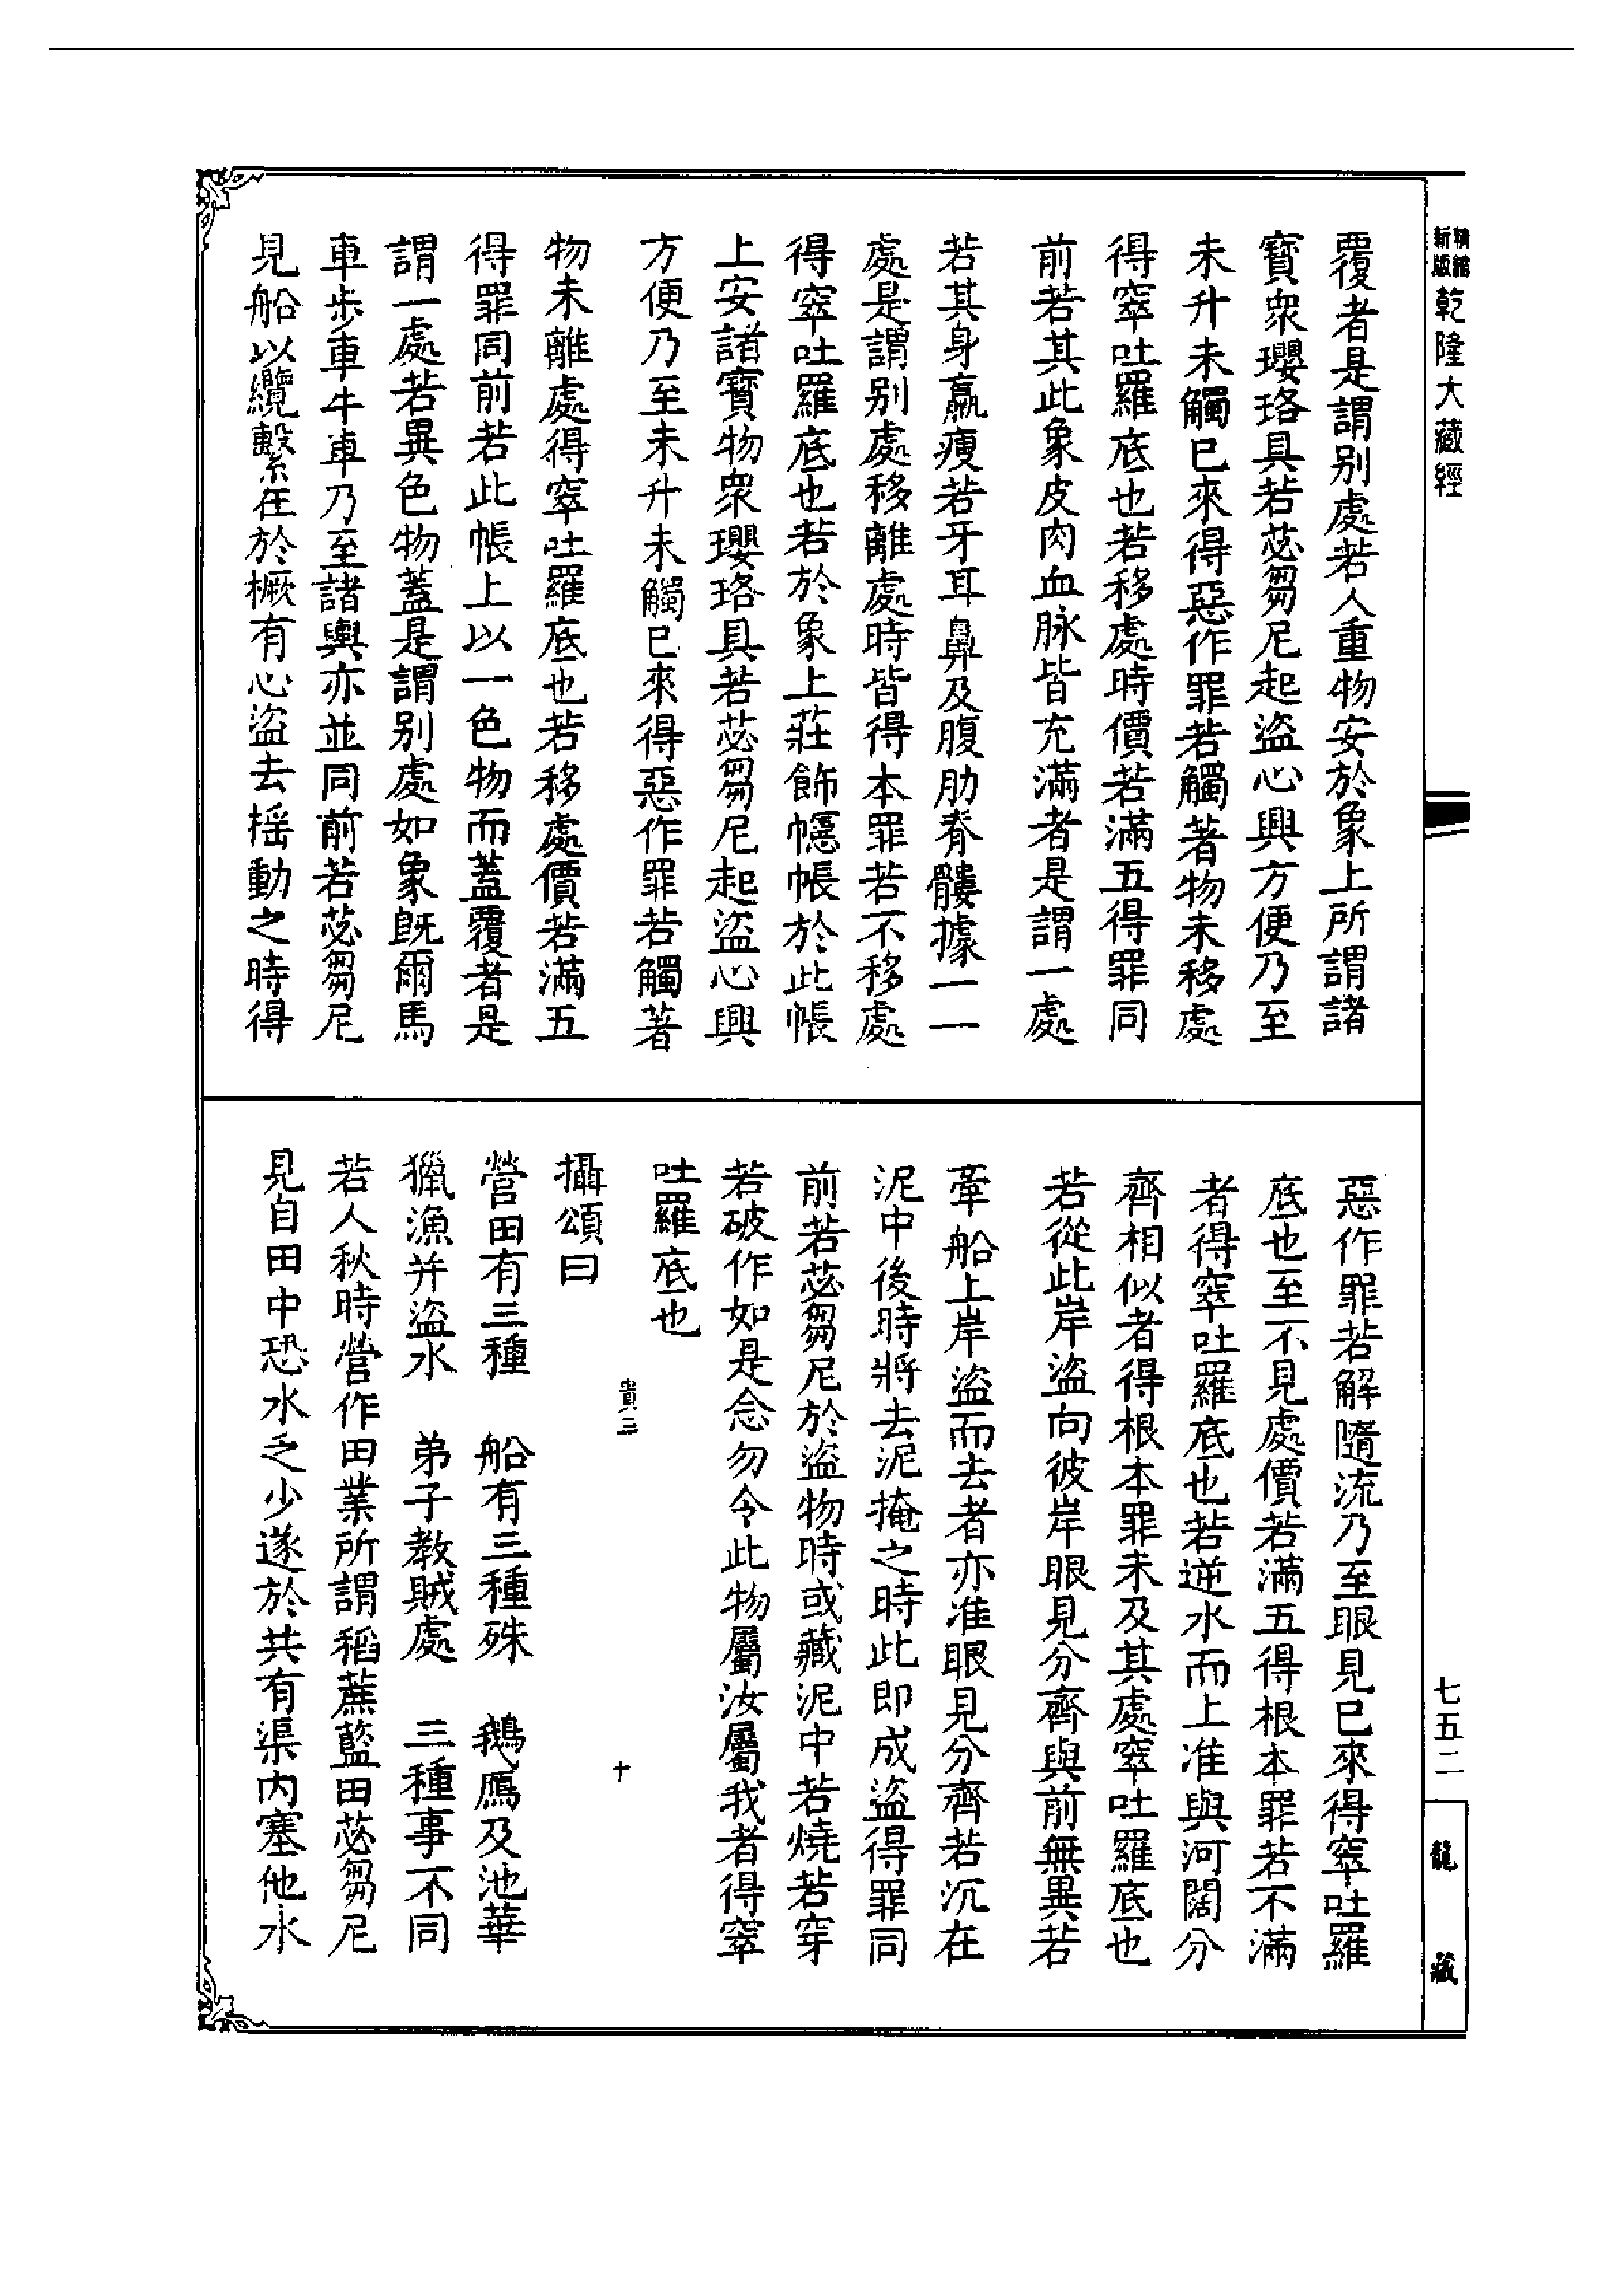 精縮新版乾隆大藏經
覆者是謂别處若人重物安於象上所謂諸
寶眾瓔珞具若苾芻尼起盜心興方便乃至
未升未觸已來得惡作罪若觸著物未移處
得窣吐羅底也若移處時價若滿五得罪同
前若其此象皮肉血脉皆充滿者是謂一處
若其身羸瘦若牙耳鼻及腹肋脊髏據一一
處是謂别處移離處時皆得本罪若不移處
得窣吐羅底也若於象上莊飾幰帳於此帳
上安諸寶物眾瓔珞具若苾芻尼起盜心興
方便乃至未升未觸已來得惡作罪若觸著
物未離處得窣吐羅底也若移處價若滿五
得罪同前若此帳上以一色物而蓋覆者是
謂一處若異色物蓋是謂别處如象既爾馬
車步車牛車乃至諸輿亦並同前若苾芻尼
見船以纜繫在於橛有心盜去揺動之時得
惡作罪若解隨流乃至眼見已來得窣吐羅
底也至不見處價若滿五得根本罪若不滿
者得窣吐羅底也若逆水而上准與河闊分
齊相似者得根本罪未及其處窣吐羅底也
若從此岸盜向彼岸眼見分齊與前無異若
牽船上岸盜而去者亦准眼見分齊若沉在
泥中後時將去泥掩之時此即成盜得罪同
前若苾芻尼於盜物時或藏泥中若燒若穿
若破作如是念勿令此物屬汝屬我者得窣
吐羅底也
貴三 十
攝頌曰
營田有三種 船有三種殊 鵝鴈及池華
獵漁并盜水 弟子教賊處 三種事不同
若人秋時營作田業所謂稻蔗藍田苾芻尼
見自田中恐水乏少遂於共有渠内塞他水
七五二
龍藏